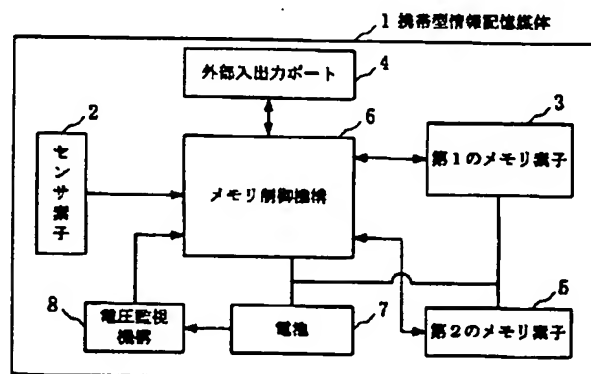 1 携帯型情報記憶媒体
外部入出力ポート
4
2
センサ素子
6
メモリ制御機構
3
第1のメモリ素子
8
電圧監視
機構
電池
7
5
第2のメモリ素子